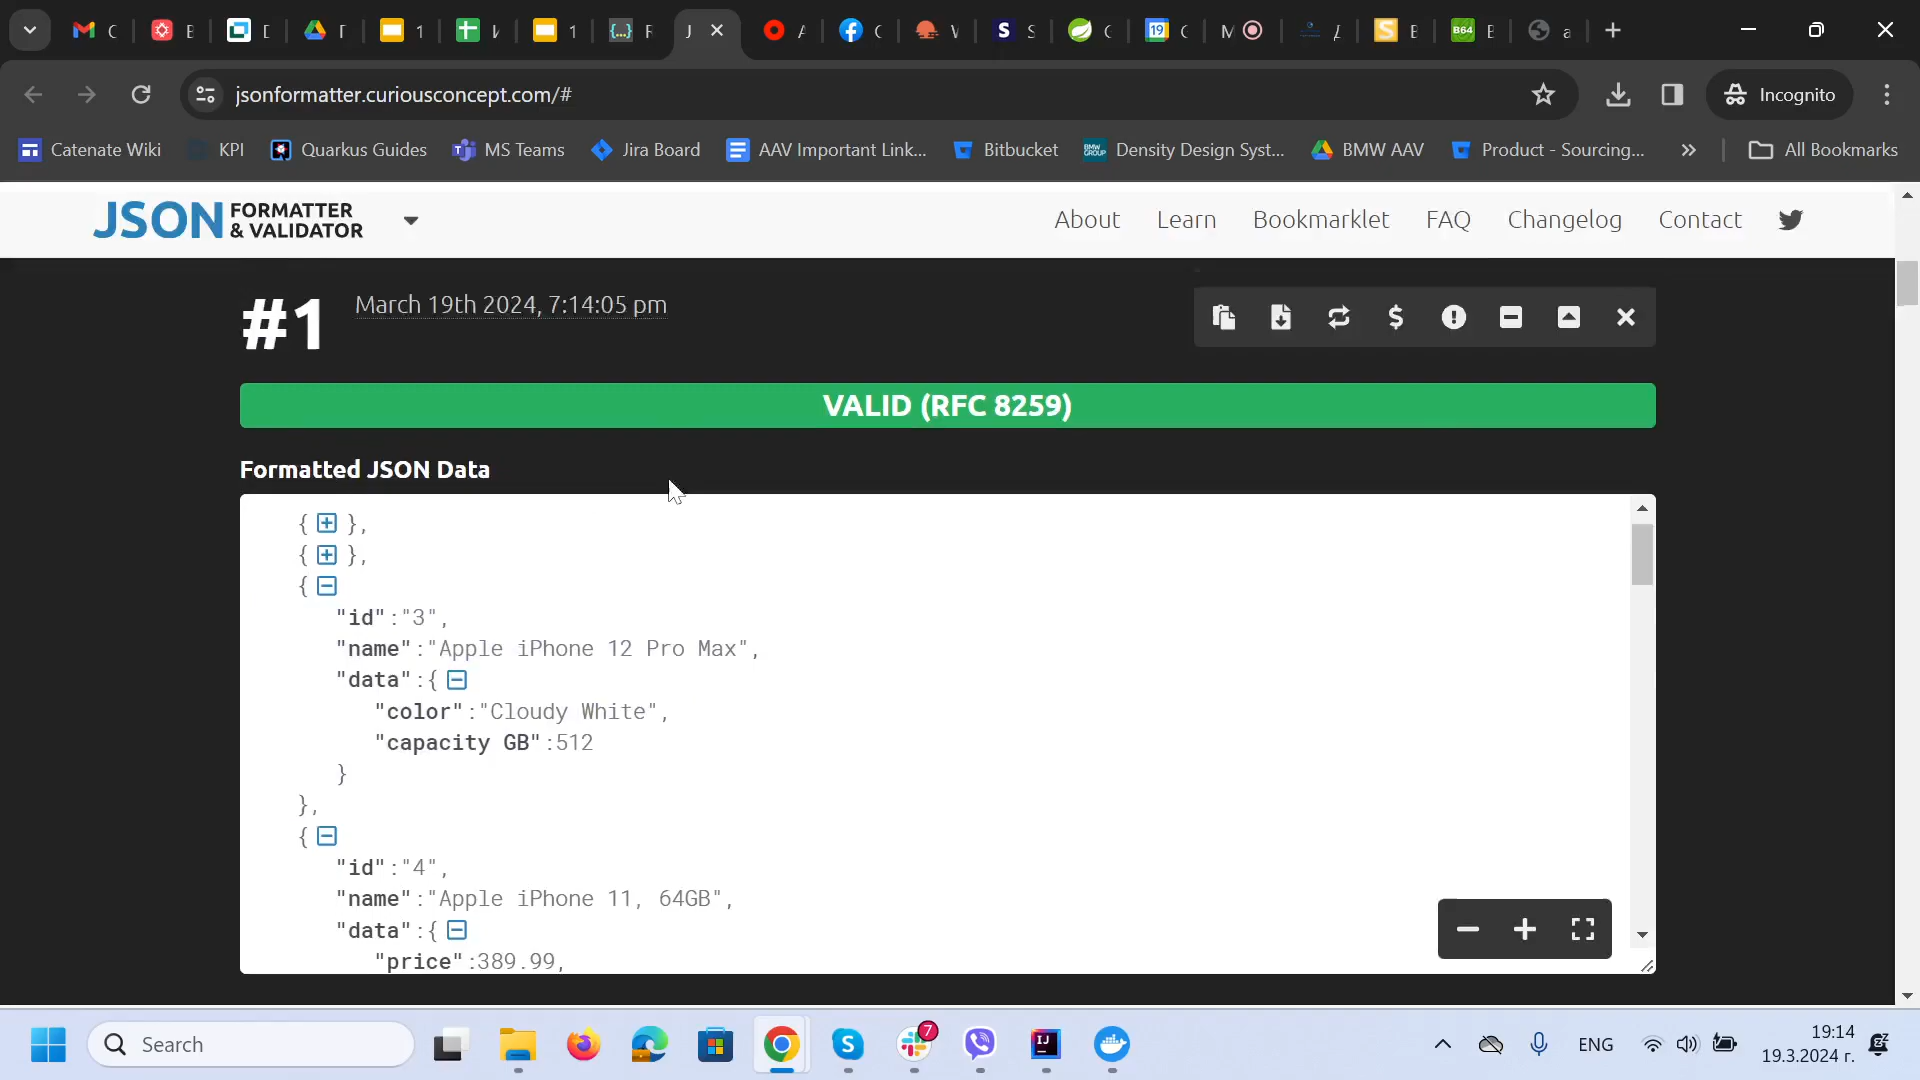 jsonformatter.curiousconcept.com/#
Incognito
Catenate Wiki
KPI
Quarkus Guides
MS Teams
Jira Board
AAV Important Link...
Bitbucket
Density Design Syst...
BMW AAV
Product - Sourcing...
All Bookmarks
JSON FORMATTER
& VALIDATOR
About
Learn
Bookmarklet
FAQ
Changelog
Contact
#1
March 19th 2024, 7:14:05 pm
VALID (RFC 8259)
Formatted JSON Data
{ },
{ },
{
"id":"3",
"name":"Apple iPhone 12 Pro Max",
"data":{
"color":"Cloudy White",
"capacity GB":512
}
},
{
"id":"4",
"name":"Apple iPhone 11, 64GB",
"data":{
"price":389.99,
Search
7
ENG
19:14
19.3.2024 г.